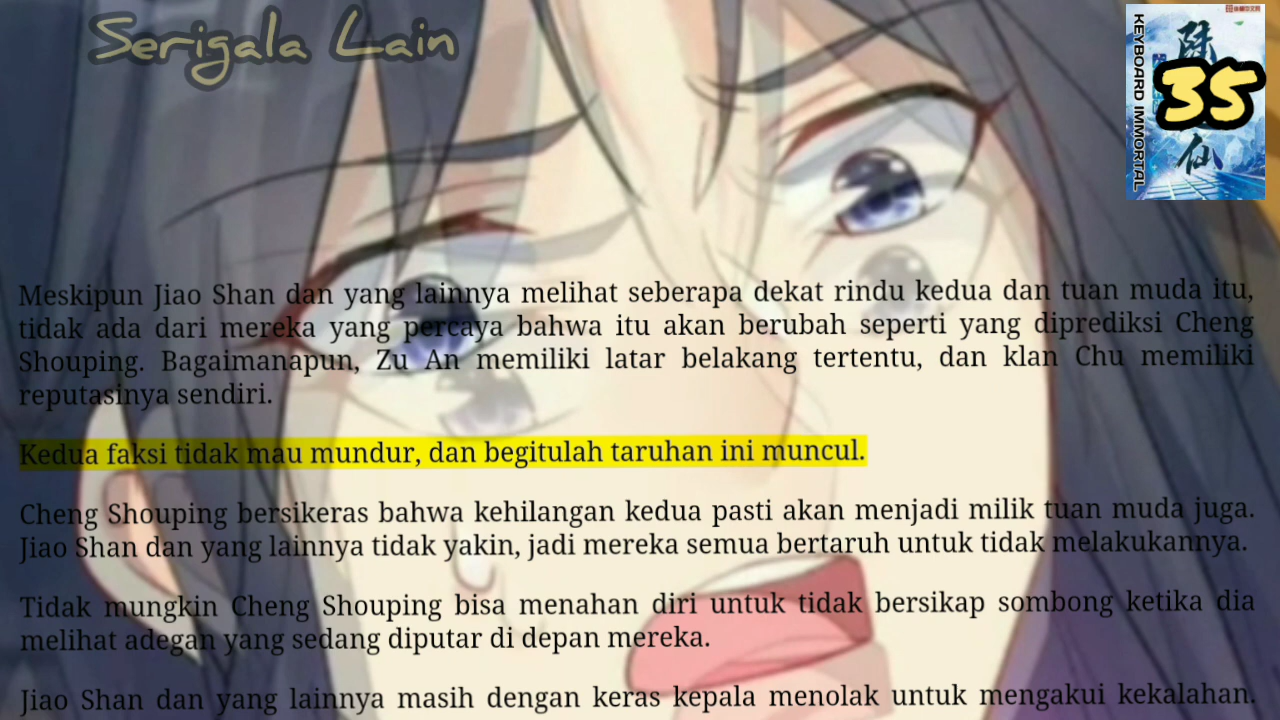 Serigala Lain
KEYBOARD IMMORTAL
陆
35
仙
Meskipun Jiao Shan dan yang lainnya melihat seberapa dekat rindu kedua dan tuan muda itu,
tidak ada dari mereka yang percaya bahwa itu akan berubah seperti yang diprediksi Cheng
Shouping. Bagaimanapun, Zu An memiliki latar belakang tertentu, dan klan Chu memiliki
reputasinya sendiri.
Kedua faksi tidak mau mundur, dan begitulah taruhan ini muncul.
Cheng Shouping bersikeras bahwa kehilangan kedua pasti akan menjadi milik tuan muda juga.
Jiao Shan dan yang lainnya tidak yakin, jadi mereka semua bertaruh untuk tidak melakukannya.
Tidak mungkin Cheng Shouping bisa menahan diri untuk tidak bersikap sombong ketika dia
melihat adegan yang sedang diputar di depan mereka.
Jiao Shan dan yang lainnya masih dengan keras kepala menolak untuk mengakui kekalahan.